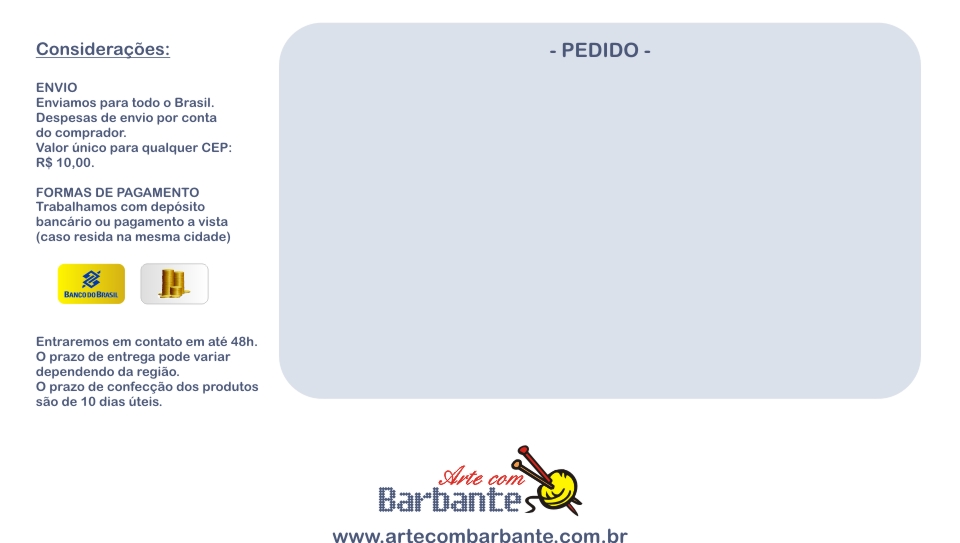 Considerações:
ENVIO
Enviamos para todo o Brasil.
Despesas de envio por conta
do comprador.
Valor único para qualquer CEP:
R$ 10,00.
FORMAS DE PAGAMENTO
Trabalhamos com depósito
bancário ou pagamento a vista
(caso resida na mesma cidade)
BANCO DO BRASIL
Entraremos em contato em até 48h.
O prazo de entrega pode variar
dependendo da região.
O prazo de confecção dos produtos
são de 10 dias úteis.
- PEDIDO -
Arte com
Barbante
www.artecombarbante.com.br